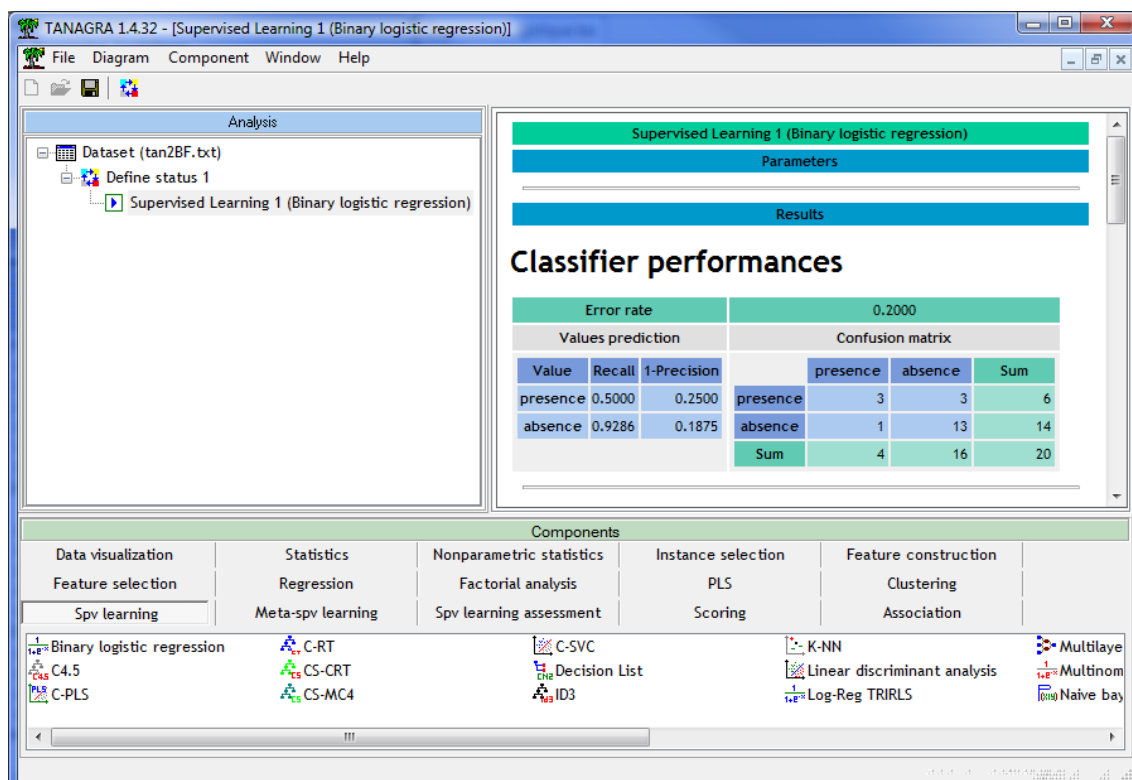 TANAGRA 1.4.32 - [Supervised Learning 1 (Binary logistic regression)]
File Diagram Component Window Help
Analysis
Dataset (tan2BF.txt)
Define status 1
Supervised Learning 1 (Binary logistic regression)
Supervised Learning 1 (Binary logistic regression)
Parameters
Results
Classifier performances
Error rate 0.2000
Values prediction Confusion matrix
Value Recall 1-Precision presence absence Sum
presence 0.5000 0.2500 presence 3 3 6
absence 0.9286 0.1875 absence 1 13 14
Sum 4 16 20
Components
Data visualization Statistics Nonparametric statistics Instance selection Feature construction
Feature selection Regression Factorial analysis PLS Clustering
Spv learning Meta-spv learning Spv learning assessment Scoring Association
Binary logistic regression C-RT C-SVC K-NN Multilaye
C4.5 CS-CRT Decision List Linear discriminant analysis Multinom
C-PLS CS-MC4 ID3 Log-Reg TRIRLS Naive bay